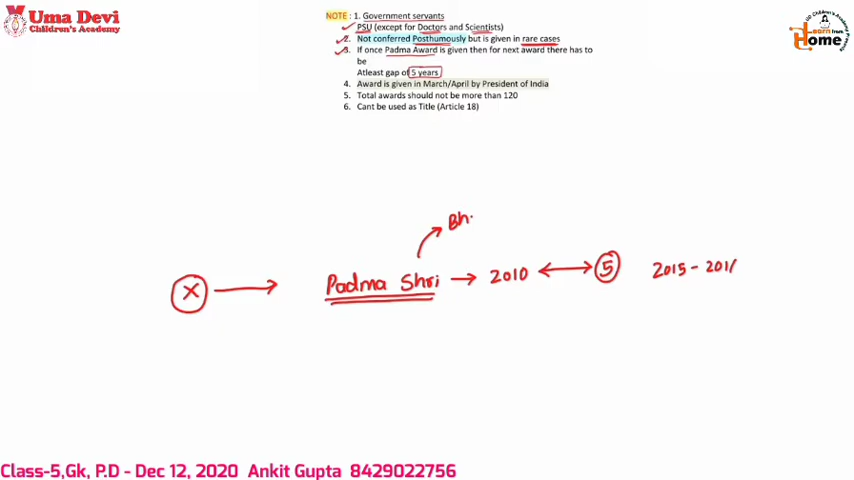 Uma Devi
Children's Academy
NOTE : 1. Government servants
PSU (except for Doctors and Scientists)
2. Not conferred Posthumously but is given in rare cases
3. If once Padma Award is given then for next award there has to
be
Atleast gap of 5 years
4. Award is given in March/April by President of India
5. Total awards should not be more than 120
6. Cant be used as Title (Article 18)
Learn from
Home
Bh.
X Padma Shri 2010 5 2015 - 201
Class-5,Gk, P.D - Dec 12, 2020 Ankit Gupta 8429022756